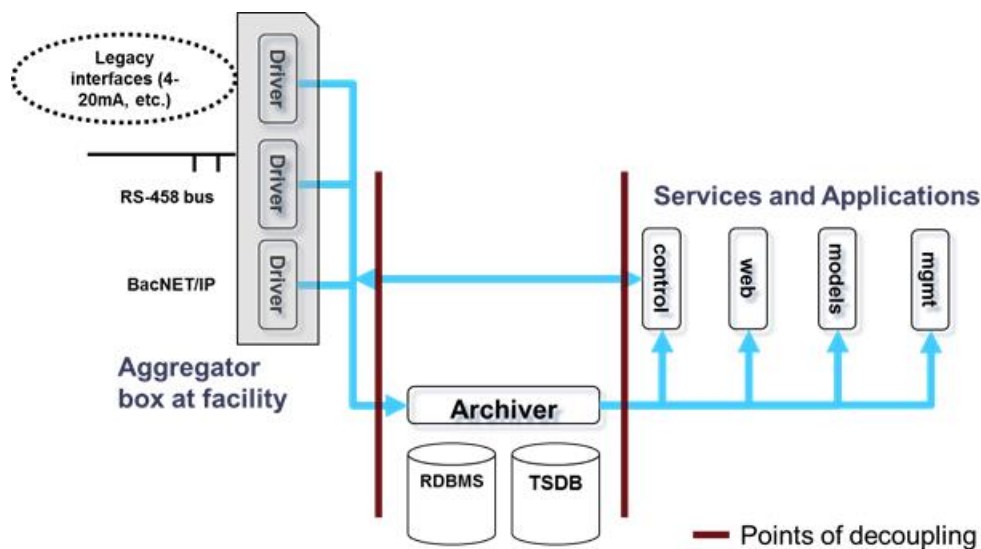 Legacy
interfaces (4-
20mA, etc.)
RS-458 bus
BacNET/IP
Driver
Driver
Driver
Aggregator
box at facility
Archiver
RDBMS
TSDB
Services and Applications
control
web
models
mgmt
Points of decoupling